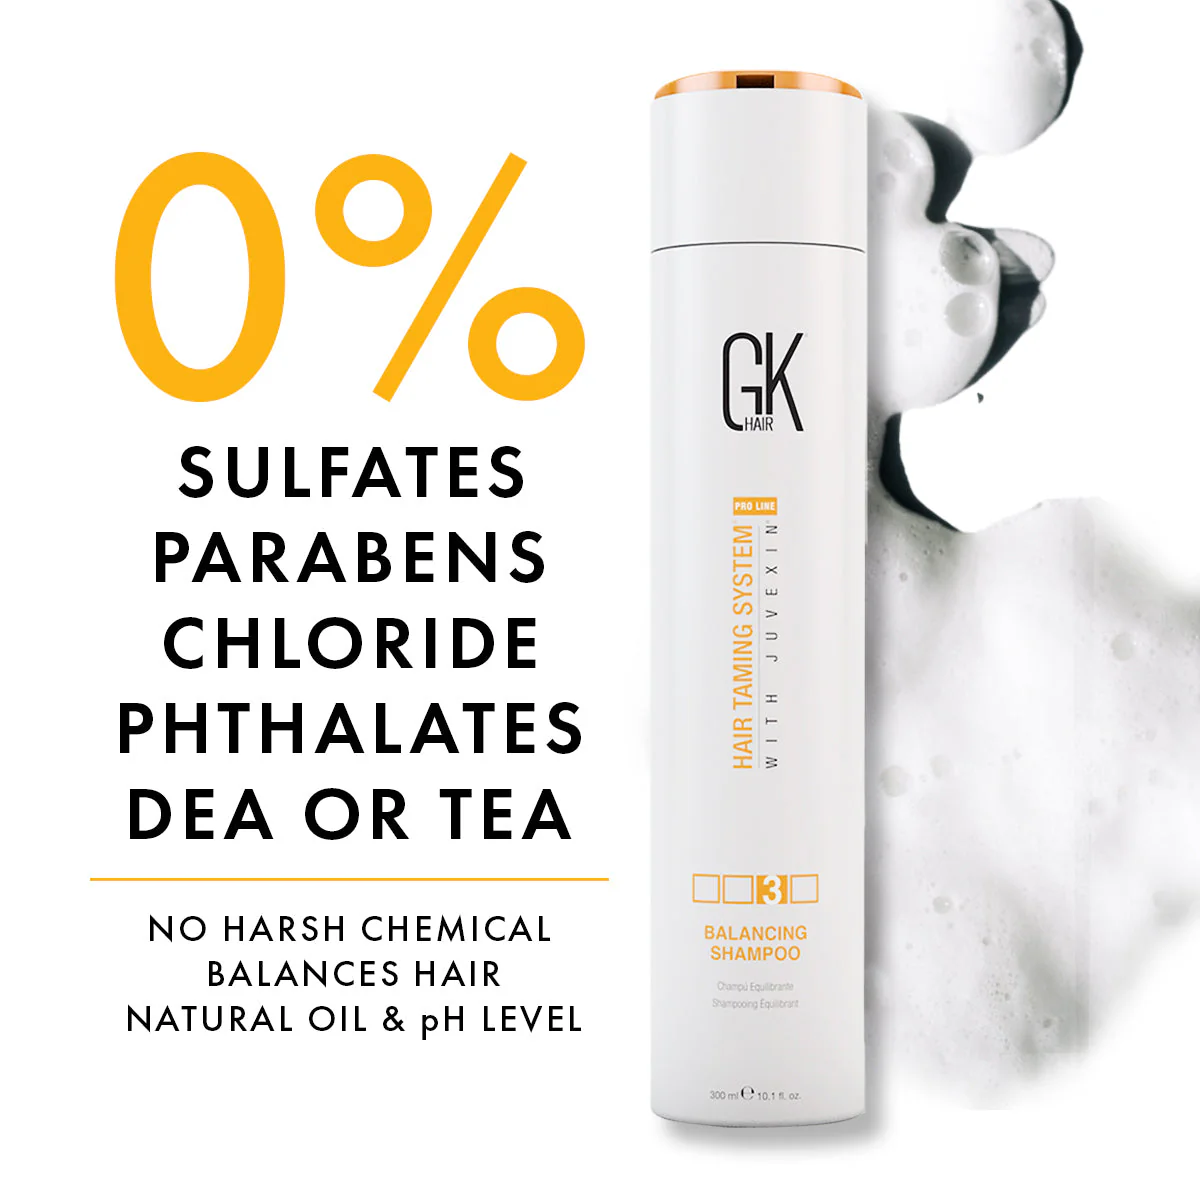 0%
SULFATES
PARABENS
CHLORIDE
PHTHALATES
DEA OR TEA
NO HARSH CHEMICAL
BALANCES HAIR
NATURAL OIL & pH LEVEL
GK
HAIR
PRO LINE
HAIR TAMING SYSTEM
WITH JUVEXIN
3
BALANCING
SHAMPOO
Champú Equilibrante
Shampooing Équilibrant
300 ml ℮ 10.1 fl. oz.